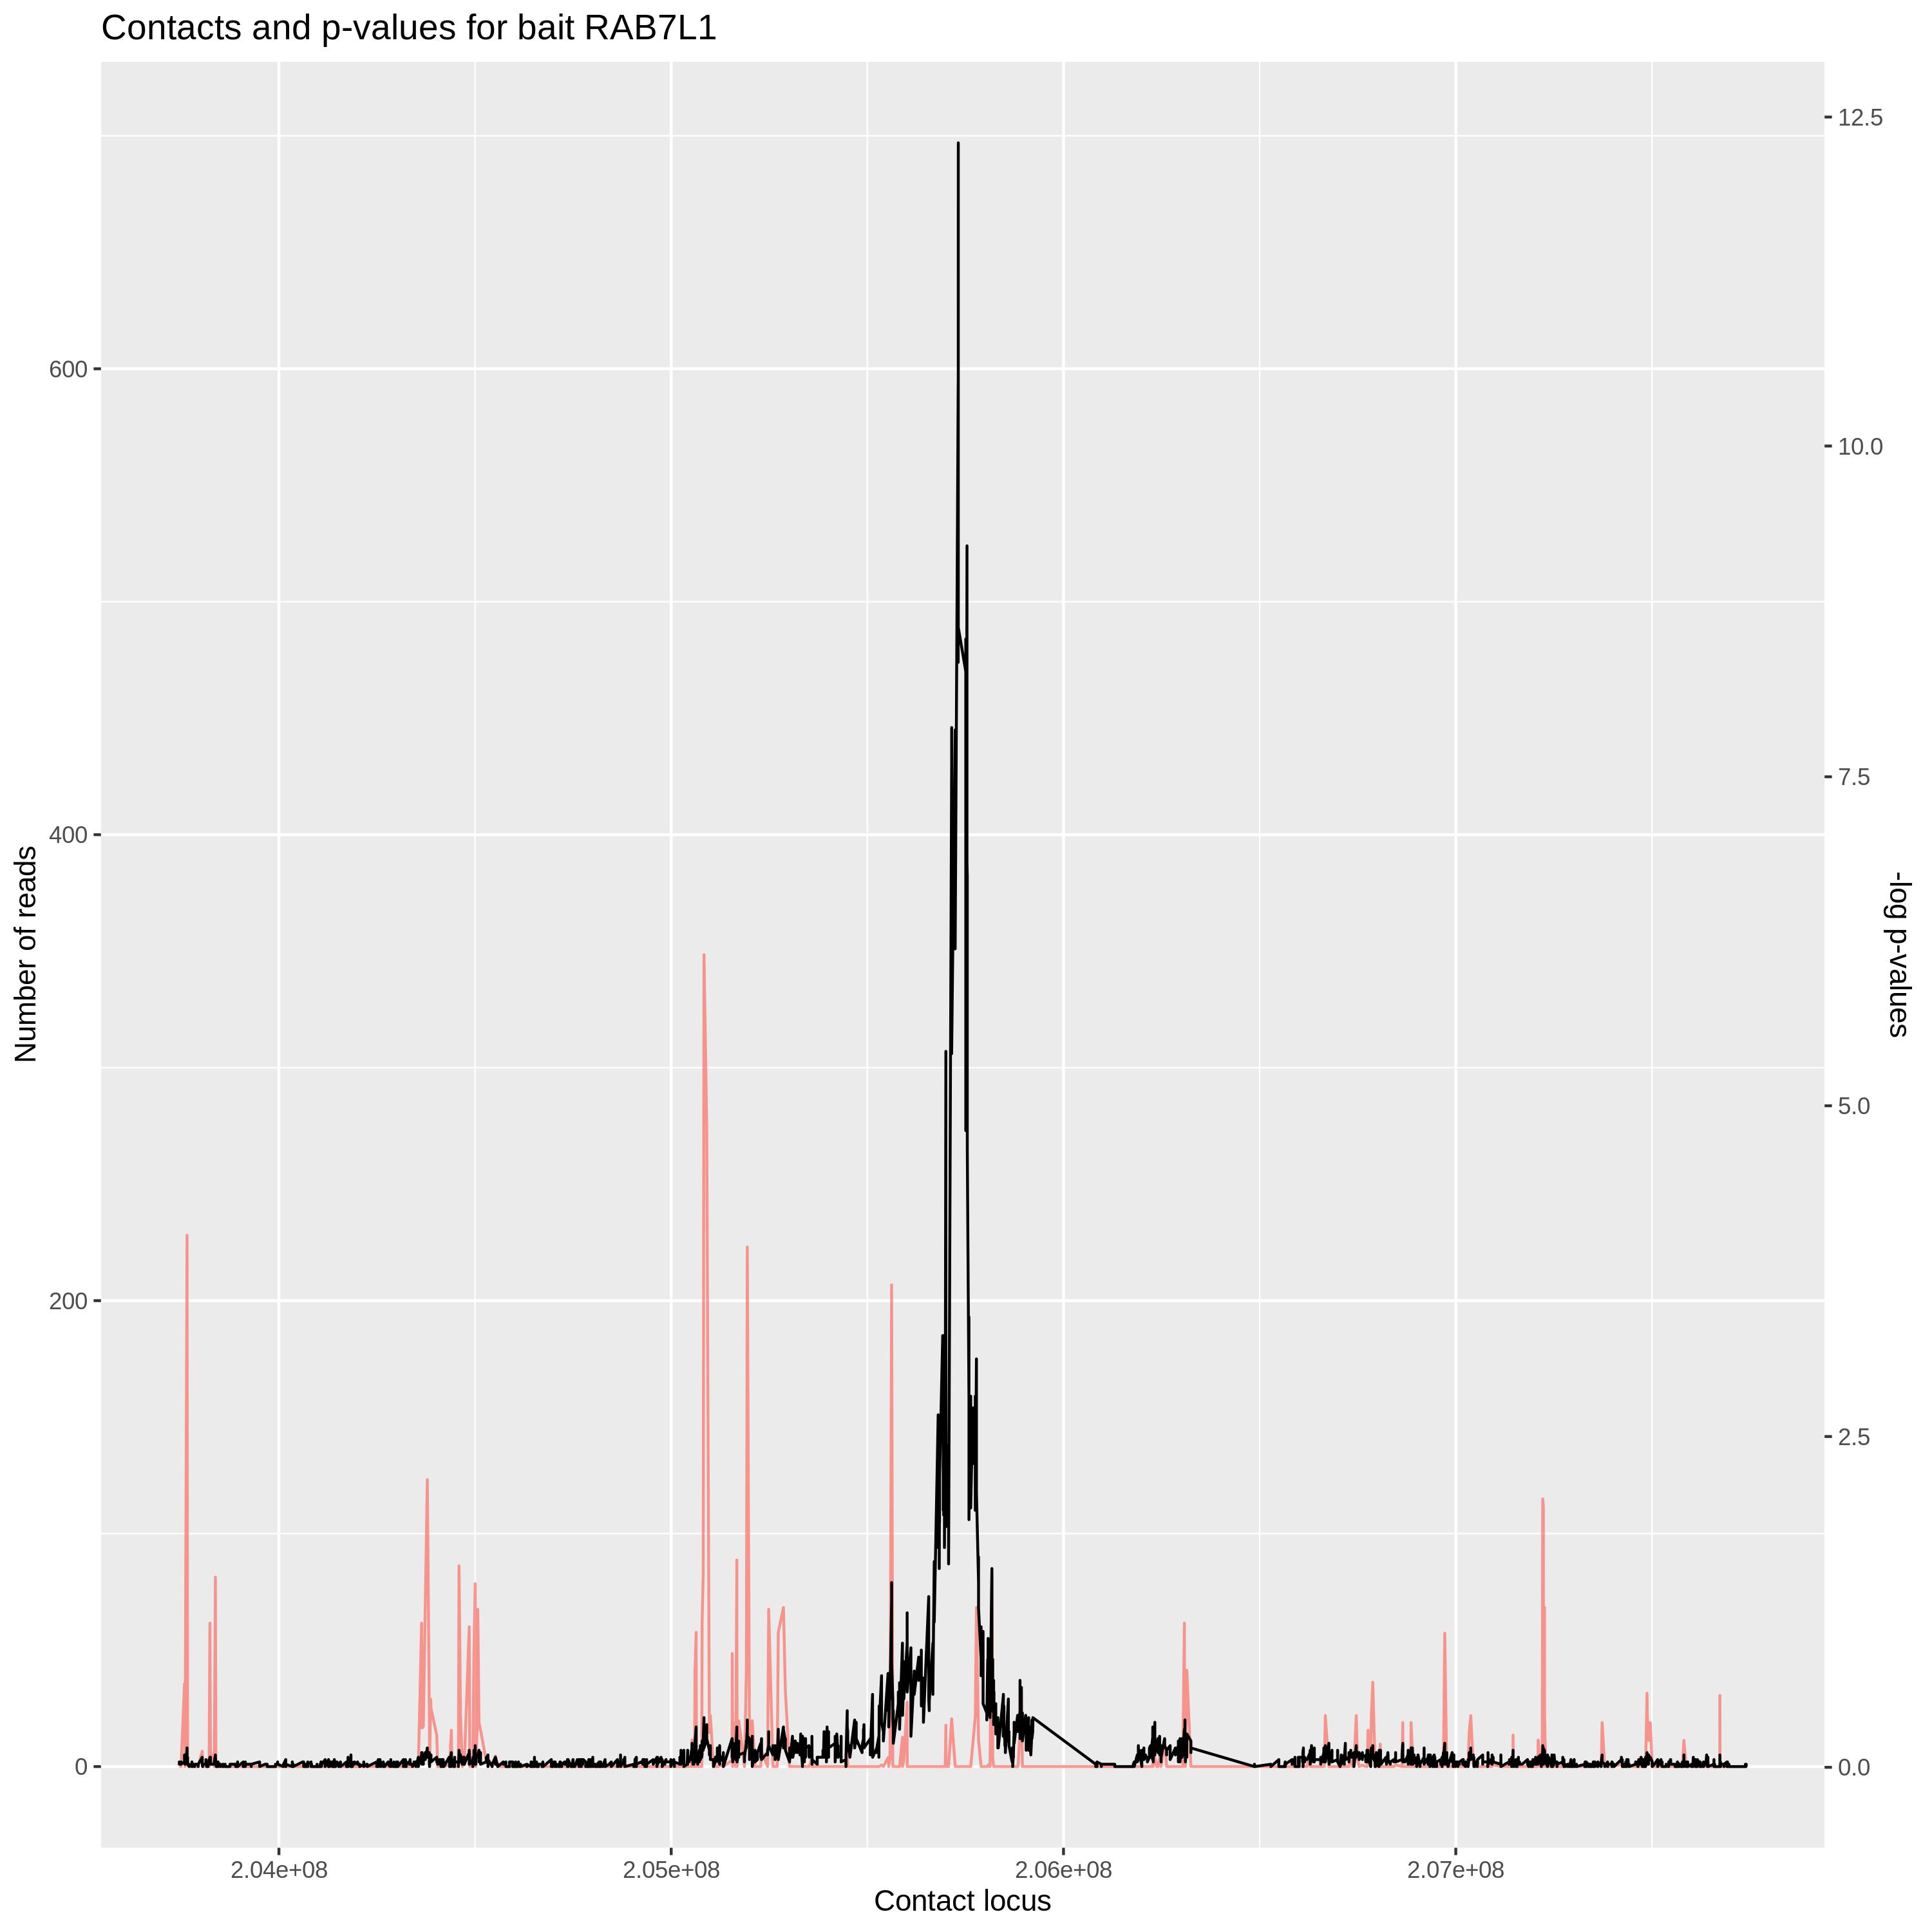 Contacts and p-values for bait RAB7L1
Number of reads
600
400
200
0
12.5
10.0
7.5
5.0
2.5
0.0
-log p-values
2.04e+08
2.05e+08
2.06e+08
2.07e+08
Contact locus